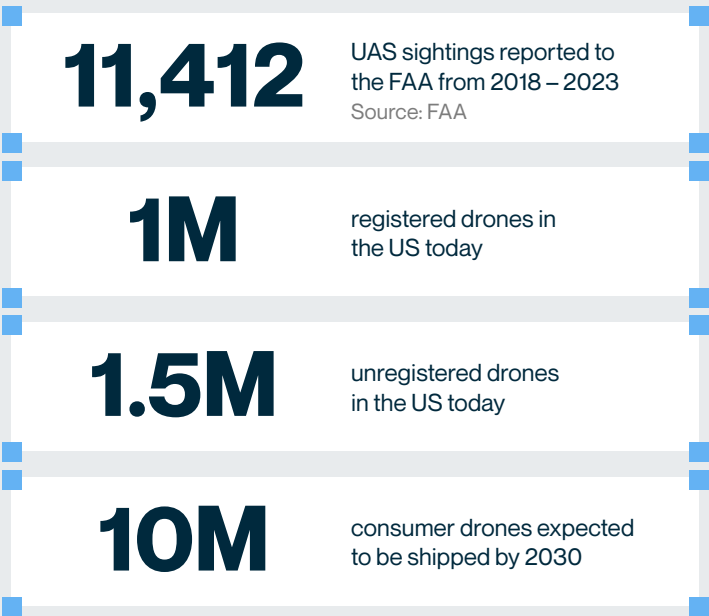 11,412
UAS sightings reported to
the FAA from 2018 – 2023
Source: FAA
1M
registered drones in
the US today
1.5M
unregistered drones
in the US today
10M
consumer drones expected
to be shipped by 2030